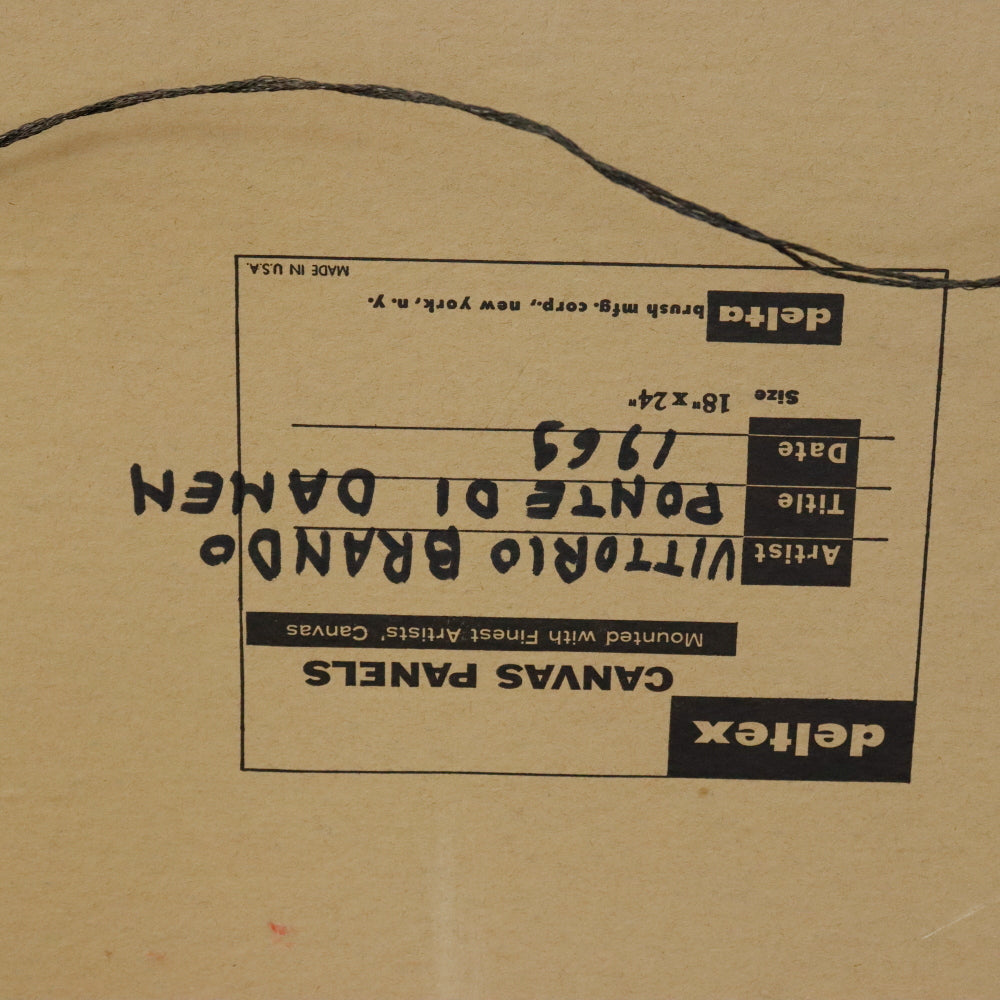 deltex
CANVAS PANELS
Mounted with Finest Artists' Canvas
Artist VITTORIO BRANDO
Title PONTE DI DAMEN
Date 1965
Size 18" x 24"
delta brush mfg. corp., new york, n. y.
MADE IN U.S.A.